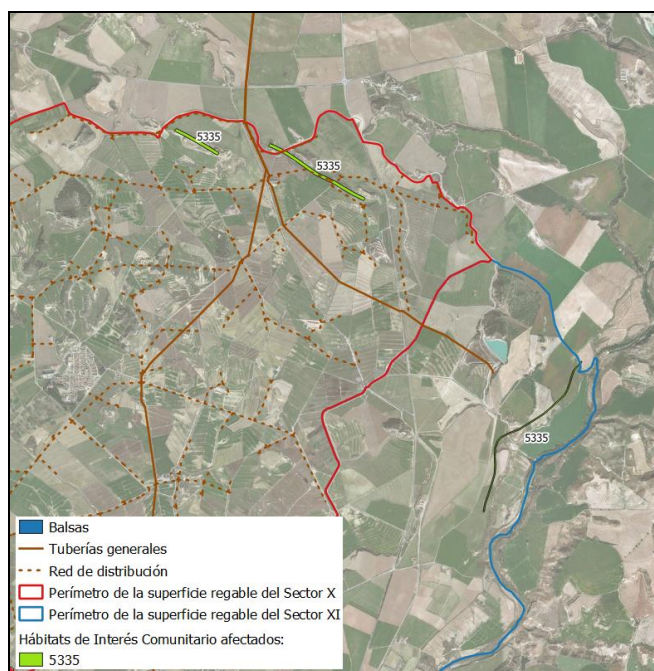 5335
5335
5335
Balsas
Tuberías generales
Red de distribución
Perímetro de la superficie regable del Sector X
Perímetro de la superficie regable del Sector XI
Hábitats de Interés Comunitario afectados:
5335